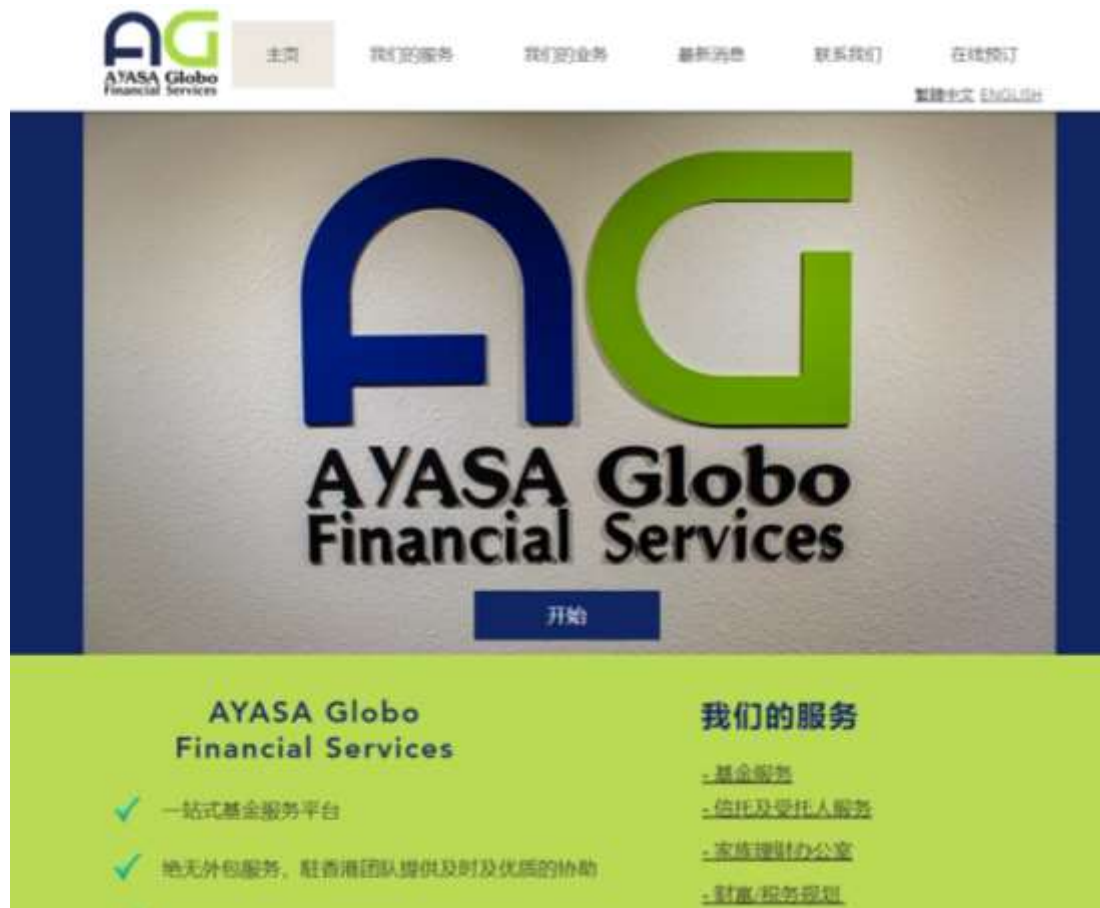 AG
AYASA Globo
Financial Services
主页
我们的服务
我们的业务
最新消息
联系我们
在线预订
繁體中文 ENGLISH
AG
AYASA Globo
Financial Services
开始
AYASA Globo
Financial Services
一站式基金服务平台
绝无外包服务，驻香港团队提供及时及优质的协助
我们的服务
- 基金服务
- 信托及受托人服务
- 家族理财办公室
- 财富/税务规划